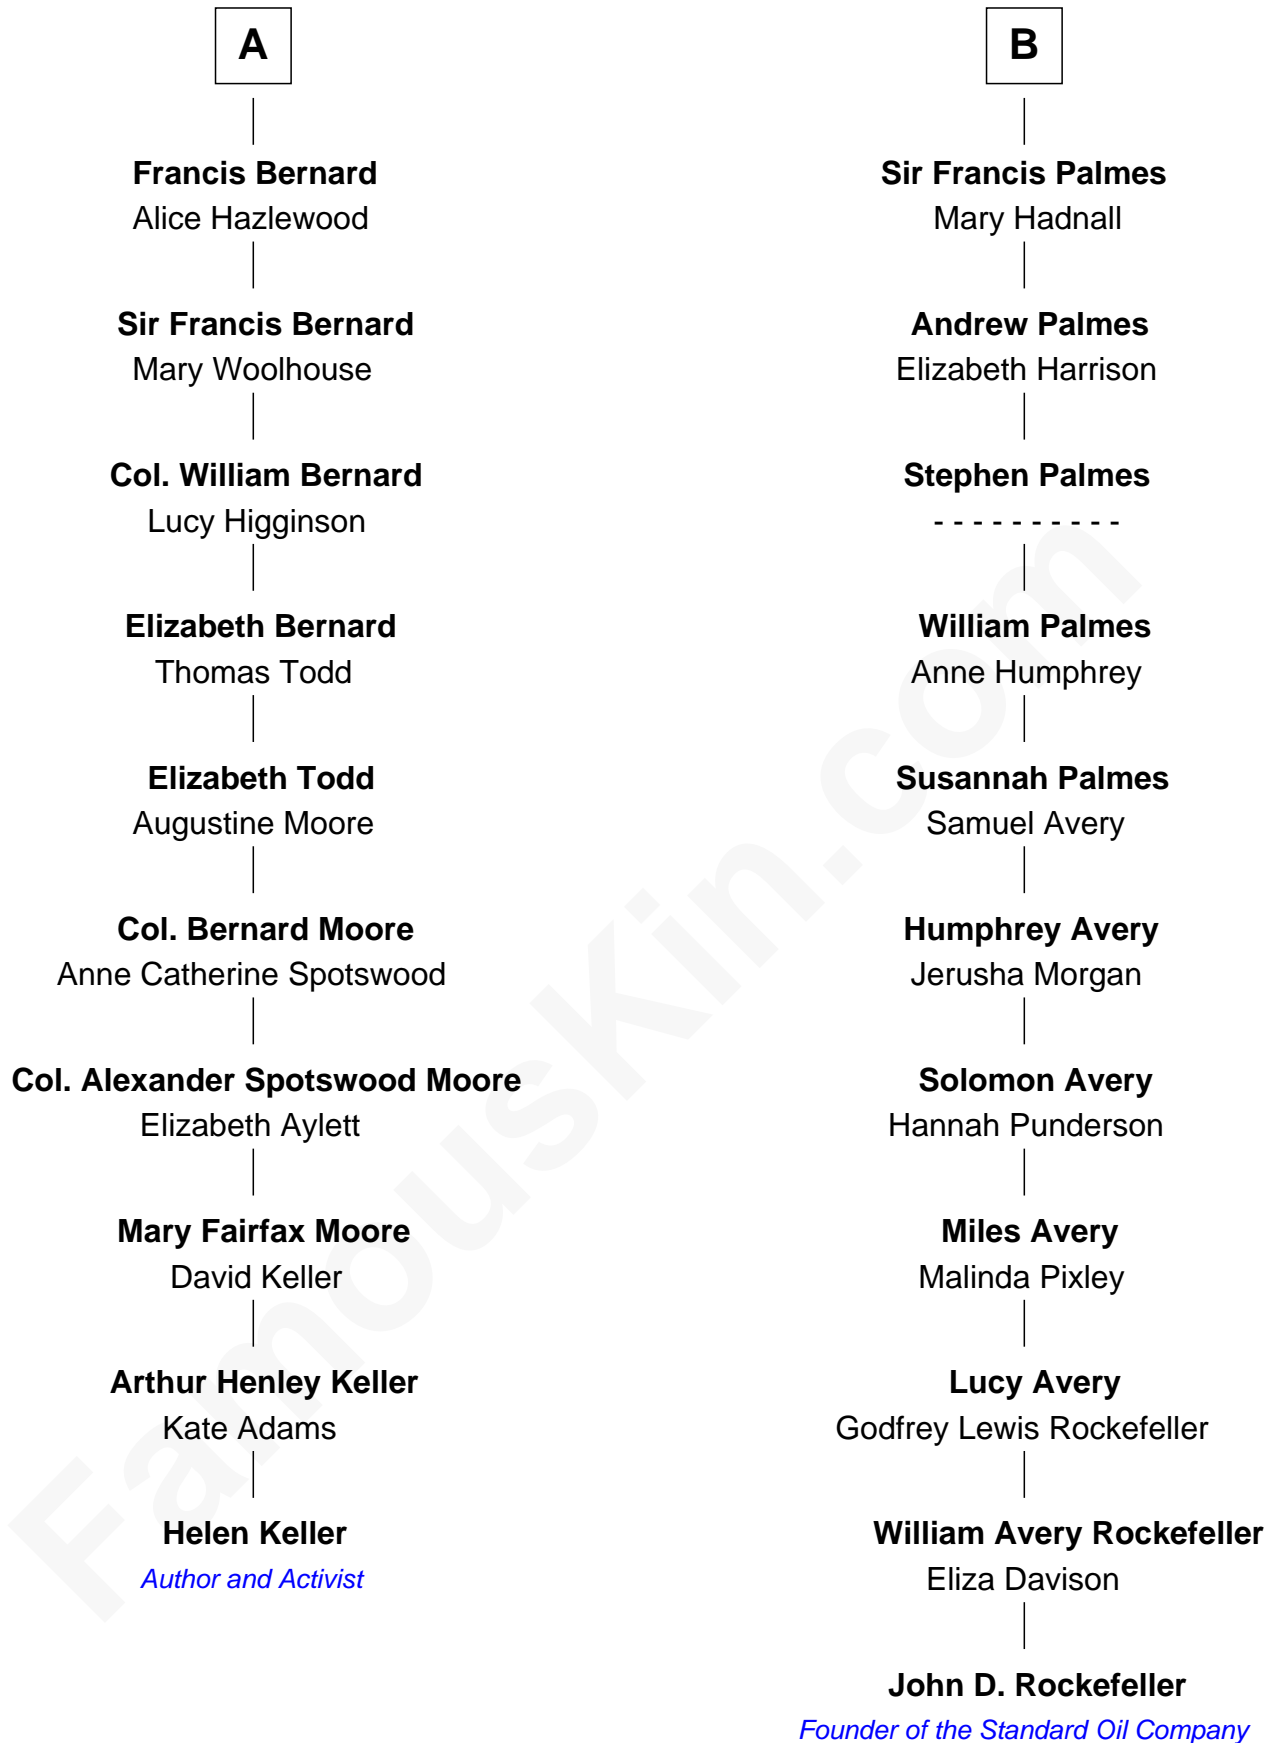 A
Francis Bernard
Alice Hazlewood
Sir Francis Bernard
Mary Woolhouse
Col. William Bernard
Lucy Higginson
Elizabeth Bernard
Thomas Todd
Elizabeth Todd
Augustine Moore
Col. Bernard Moore
Anne Catherine Spotswood
Col. Alexander Spotswood Moore
Elizabeth Aylett
Mary Fairfax Moore
David Keller
Arthur Henley Keller
Kate Adams
Helen Keller
Author and Activist
B
Sir Francis Palmes
Mary Hadnall
Andrew Palmes
Elizabeth Harrison
Stephen Palmes
- - - - - - - - - -
William Palmes
Anne Humphrey
Susannah Palmes
Samuel Avery
Humphrey Avery
Jerusha Morgan
Solomon Avery
Hannah Punderson
Miles Avery
Malinda Pixley
Lucy Avery
Godfrey Lewis Rockefeller
William Avery Rockefeller
Eliza Davison
John D. Rockefeller
Founder of the Standard Oil Company
FamousKin.com